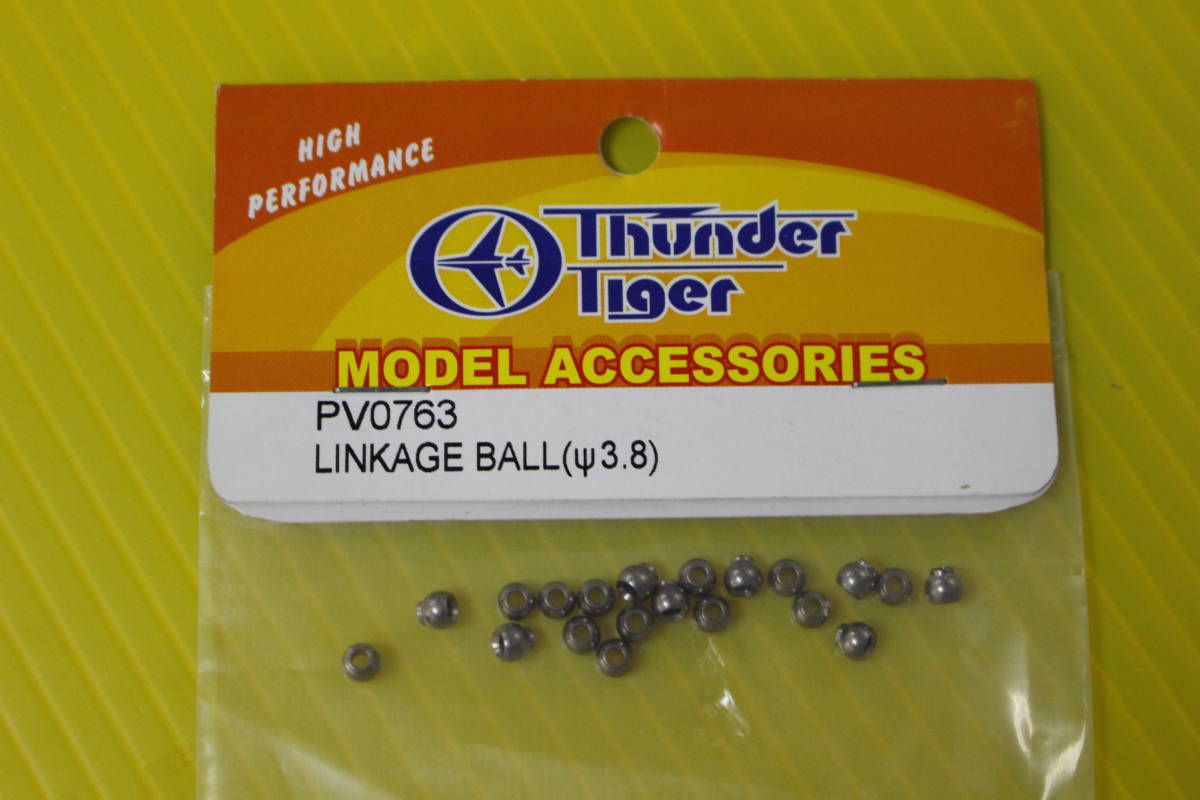 HIGH
PERFORMANCE
Thunder
Tiger
MODEL ACCESSORIES
PV0763
LINKAGE BALL(ψ3.8)